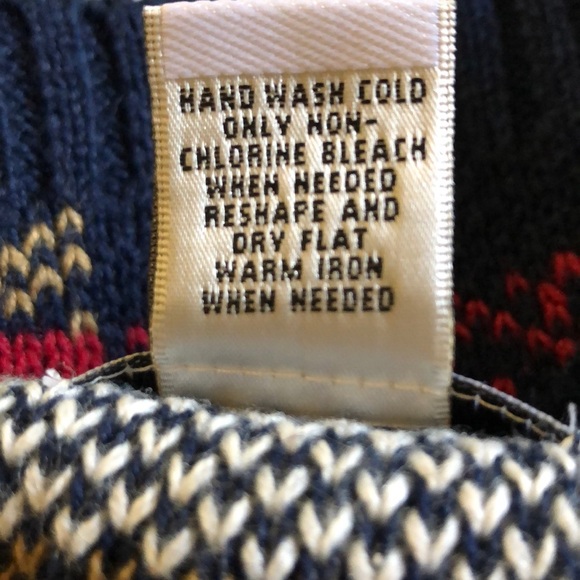 HAND WASH COLD
ONLY NON-
CHLORINE BLEACH
WHEN NEEDED
RESHAPE AND
DRY FLAT
WARM IRON
WHEN NEEDED